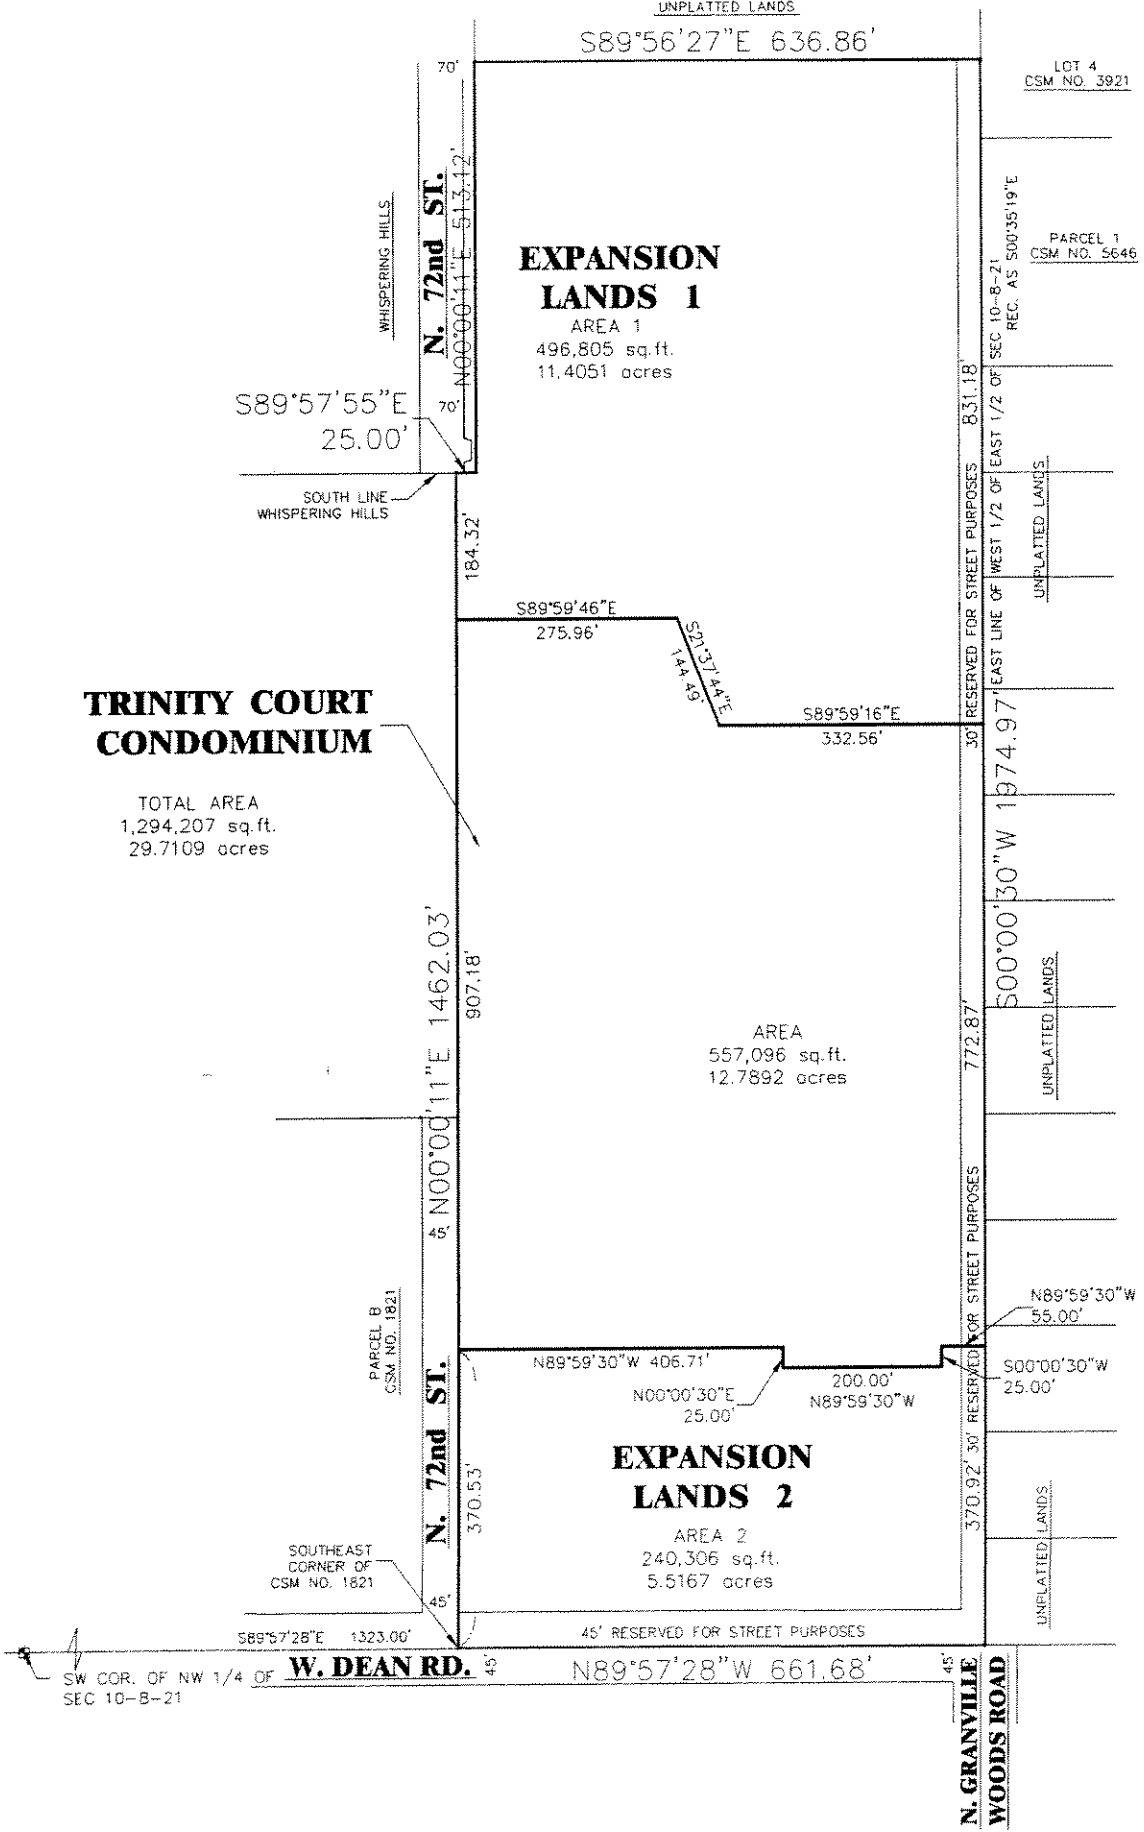 UNPLATTED LANDS
S89°56'27"E 636.86'
70'
LOT 4
CSM NO. 3921
WHISPERING HILLS
N. 72nd ST.
N00°00'11"E 513.12'
REC. AS S00°35'19"E
PARCEL 1
CSM NO. 5646
EXPANSION
LANDS 1
AREA 1
496,805 sq.ft.
11.4051 acres
S89°57'55"E
25.00'
70'
831.18'
SOUTH LINE
WHISPERING HILLS
184.32'
30' RESERVED FOR STREET PURPOSES
EAST LINE OF WEST 1/2 OF EAST 1/2 OF SEC 10-8-21
UNPLATTED LANDS
S89°59'46"E
275.96'
S21°37'44"E
144.49'
S89°59'16"E
332.56'
TRINITY COURT
CONDOMINIUM
TOTAL AREA
1,294,207 sq.ft.
29.7109 acres
S00°00'30"W 1974.97'
N00°00'11"E 1462.03'
907.18'
AREA
557,096 sq.ft.
12.7892 acres
772.87'
UNPLATTED LANDS
45'
PARCEL B
CSM NO. 1821
30' RESERVED FOR STREET PURPOSES
N89°59'30"W
55.00'
N89°59'30"W 406.71'
N00°00'30"E
25.00'
200.00'
N89°59'30"W
S00°00'30"W
25.00'
N. 72nd ST.
370.53'
EXPANSION
LANDS 2
AREA 2
240,306 sq.ft.
5.5167 acres
370.92'
UNPLATTED LANDS
SOUTHEAST
CORNER OF
CSM NO. 1821
45'
S89°57'28"E 1323.00'
45' RESERVED FOR STREET PURPOSES
SW COR. OF NW 1/4 OF
SEC 10-8-21
W. DEAN RD.
45'
N89°57'28"W 661.68'
45'
N. GRANVILLE
WOODS ROAD